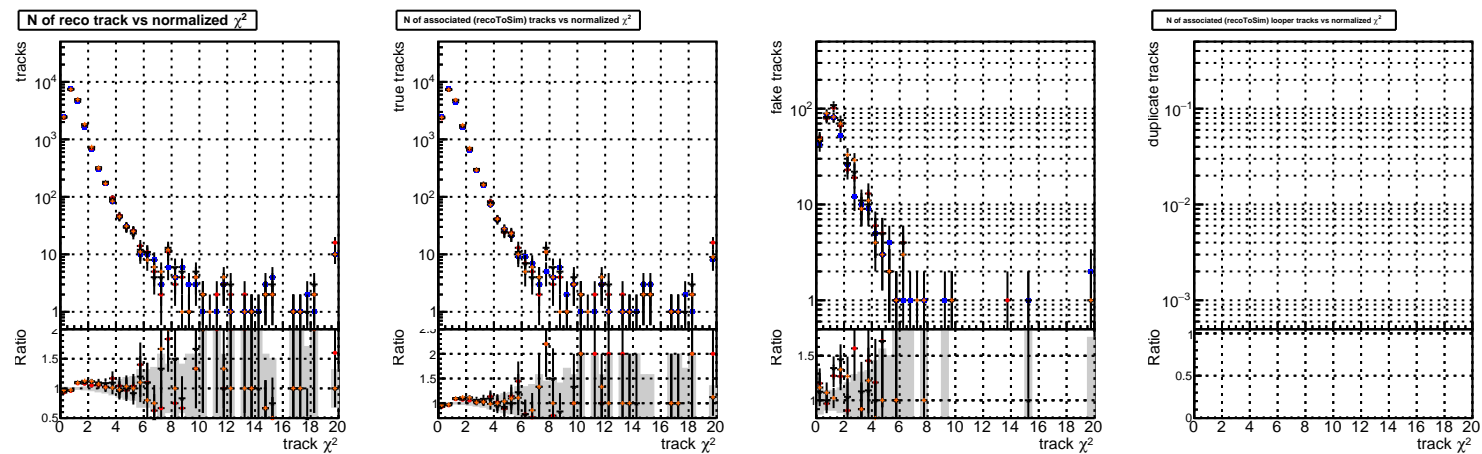 N of reco track vs normalized χ²
N of associated (recoToSim) tracks vs normalized χ²
N of associated (recoToSim) looper tracks vs normalized χ²
tracks
10⁴
10³
10²
10
1
Ratio
2
1.5
1
0.5
0 2 4 6 8 10 12 14 16 18 20
track χ²
true tracks
10⁴
10³
10²
10
1
Ratio
2.5
2
1.5
1
0 2 4 6 8 10 12 14 16 18 20
track χ²
fake tracks
10²
10
1
Ratio
1.5
1
0 2 4 6 8 10 12 14 16 18 20
track χ²
duplicate tracks
10⁻¹
10⁻²
10⁻³
Ratio
1
0.5
0
0 2 4 6 8 10 12 14 16 18 20
track χ²